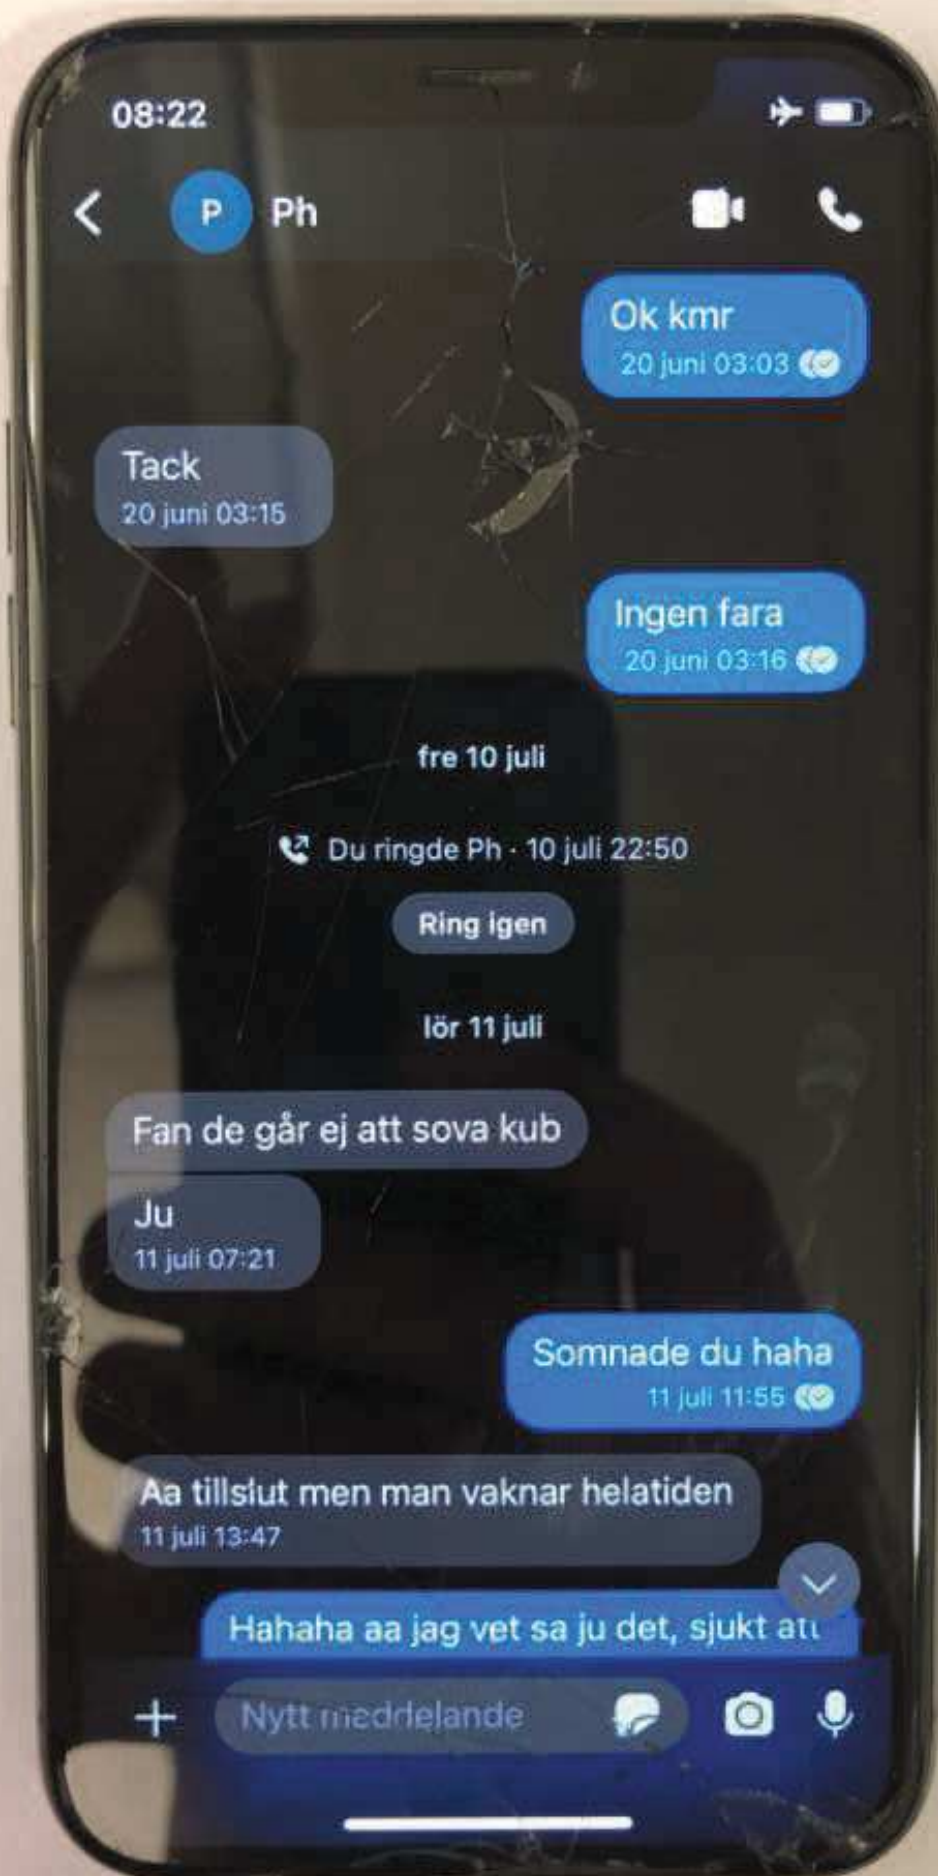 08:22
P Ph
Ok kmr
20 juni 03:03
Tack
20 juni 03:15
Ingen fara
20 juni 03:16
fre 10 juli
Du ringde Ph · 10 juli 22:50
Ring igen
lör 11 juli
Fan de går ej att sova kub
Ju
11 juli 07:21
Somnade du haha
11 juli 11:55
Aa tillslut men man vaknar helatiden
11 juli 13:47
Hahaha aa jag vet sa ju det, sjukt att
Nytt meddelande